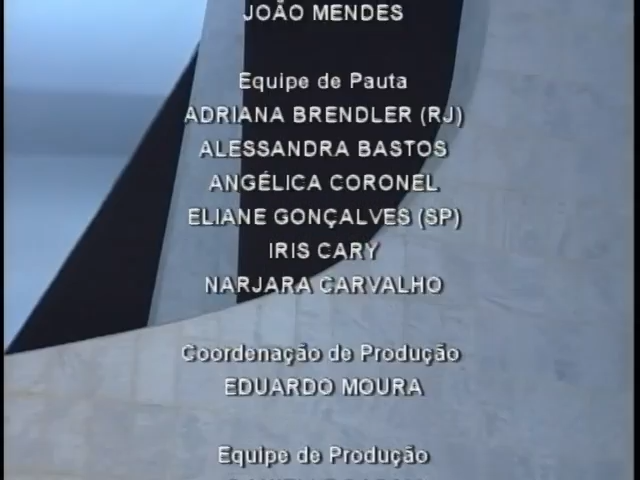 JOÃO MENDES
Equipe de Pauta
ADRIANA BRENDLER (RJ)
ALESSANDRA BASTOS
ANGÉLICA CORONEL
ELIANE GONÇALVES (SP)
IRIS CARY
NARJARA CARVALHO
Coordenação de Produção
EDUARDO MOURA
Equipe de Produção